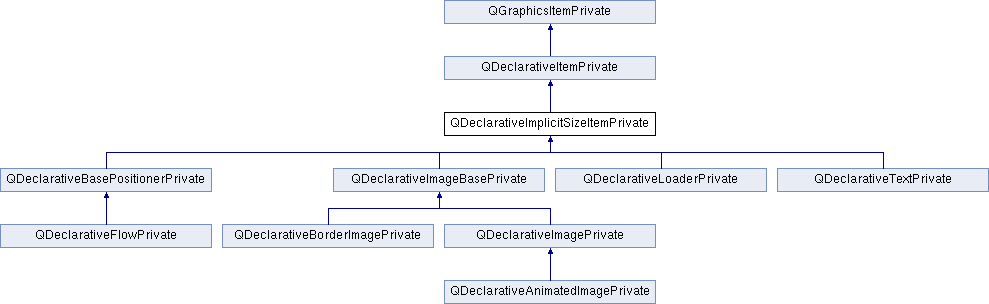 QGraphicsItemPrivate
QDeclarativeItemPrivate
QDeclarativeImplicitSizeItemPrivate
QDeclarativeBasePositionerPrivate
QDeclarativeImageBasePrivate
QDeclarativeLoaderPrivate
QDeclarativeTextPrivate
QDeclarativeFlowPrivate
QDeclarativeBorderImagePrivate
QDeclarativeImagePrivate
QDeclarativeAnimatedImagePrivate